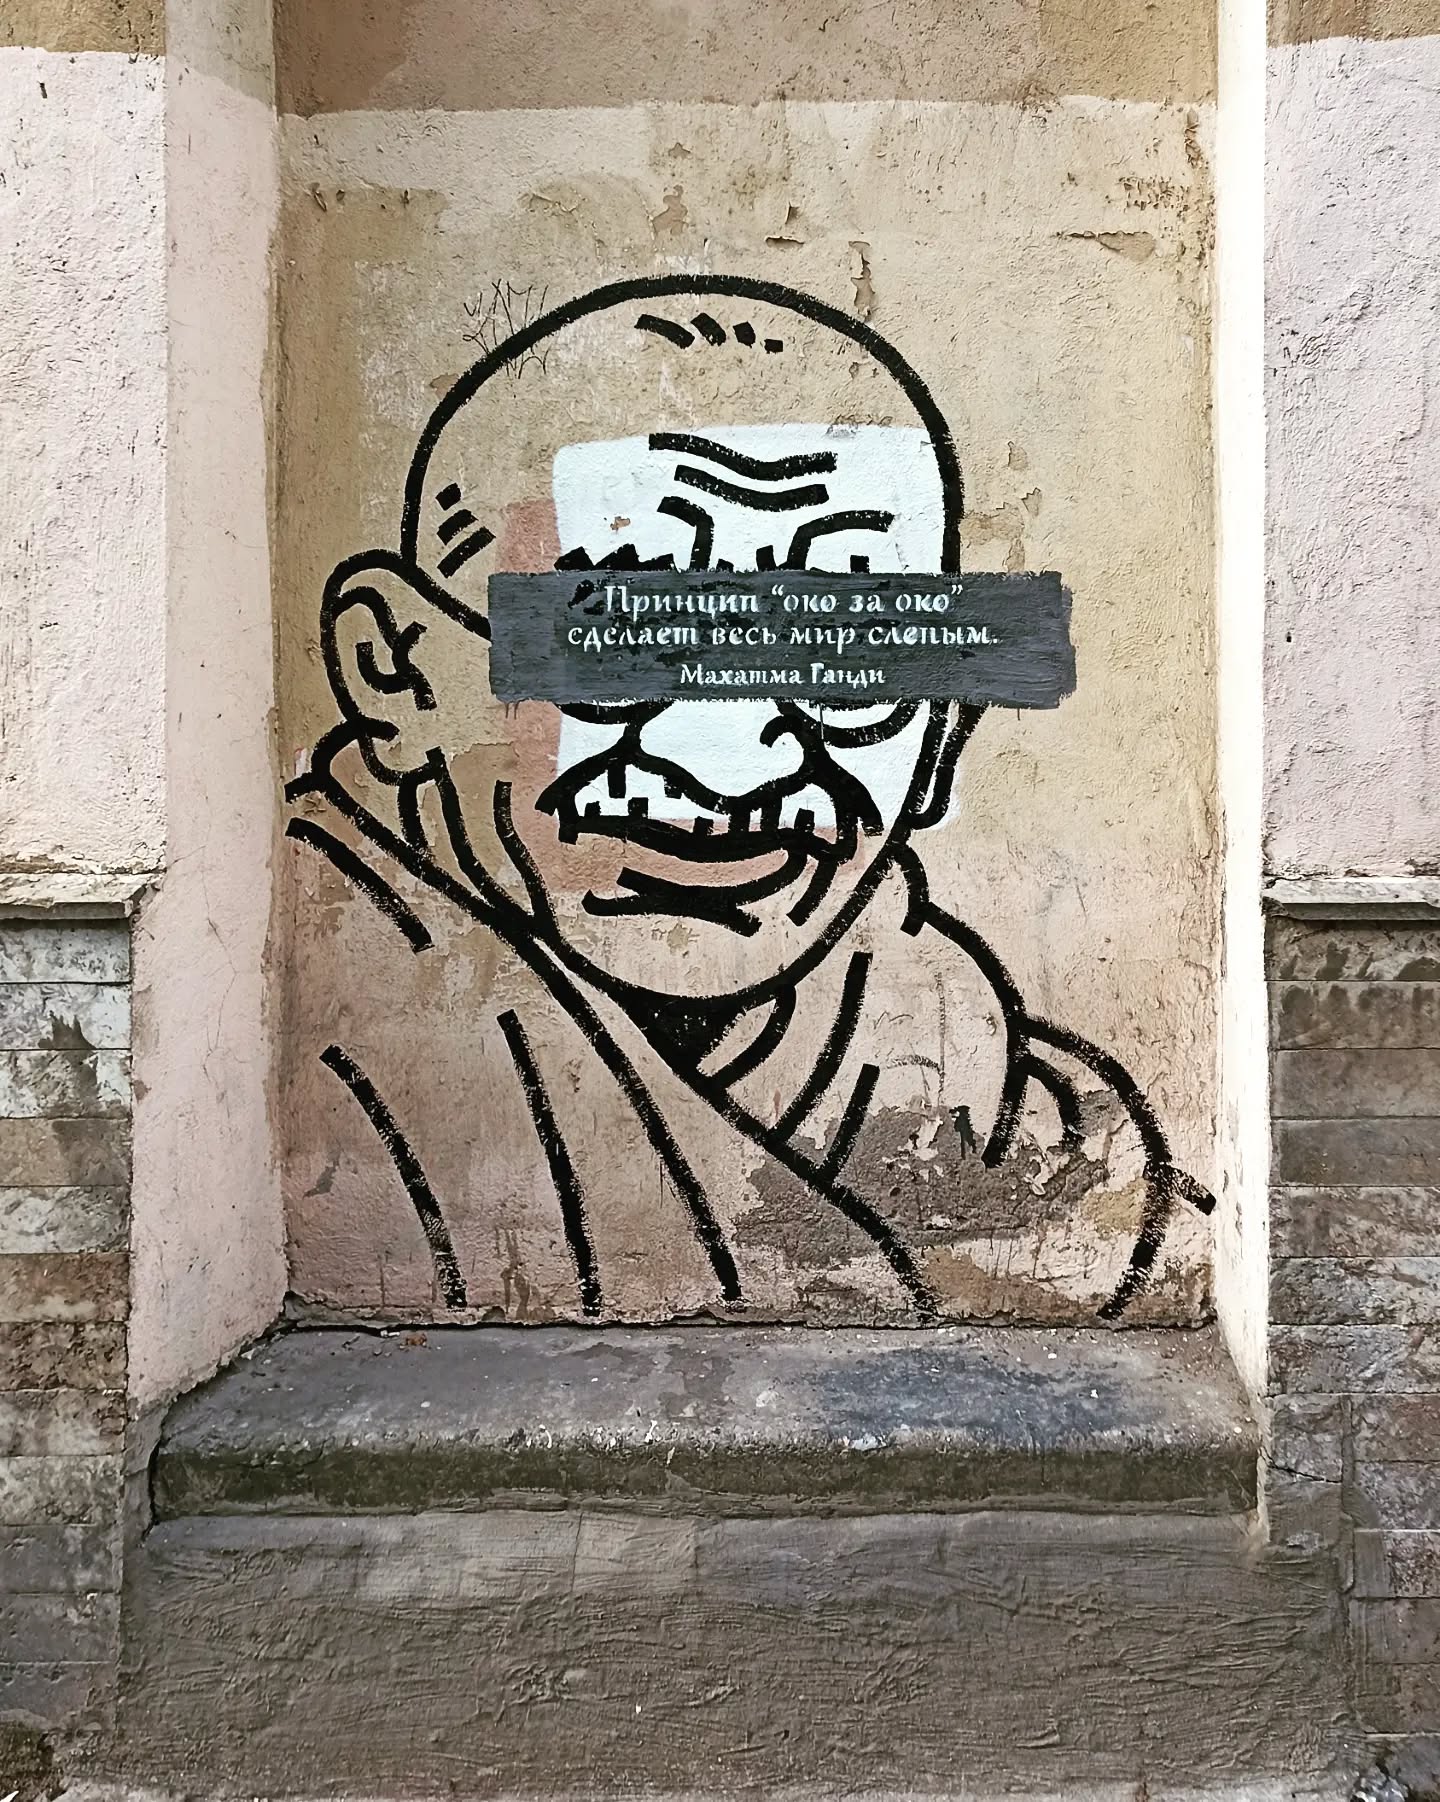 Принцип “око за око”
сделает весь мир слепым.
Махатма Ганди